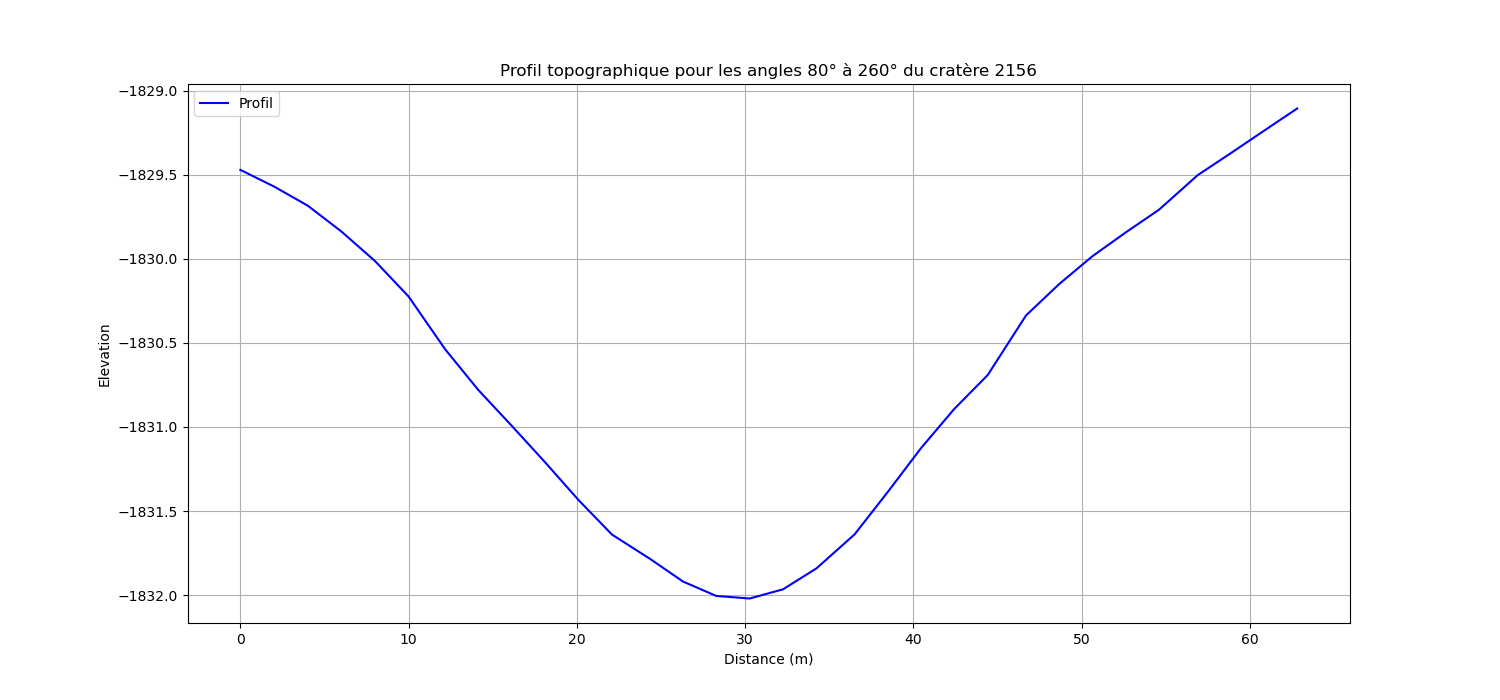 Profil topographique pour les angles 80° à 260° du cratère 2156
Profil
Elevation
−1829.0
−1829.5
−1830.0
−1830.5
−1831.0
−1831.5
−1832.0
0 10 20 30 40 50 60
Distance (m)